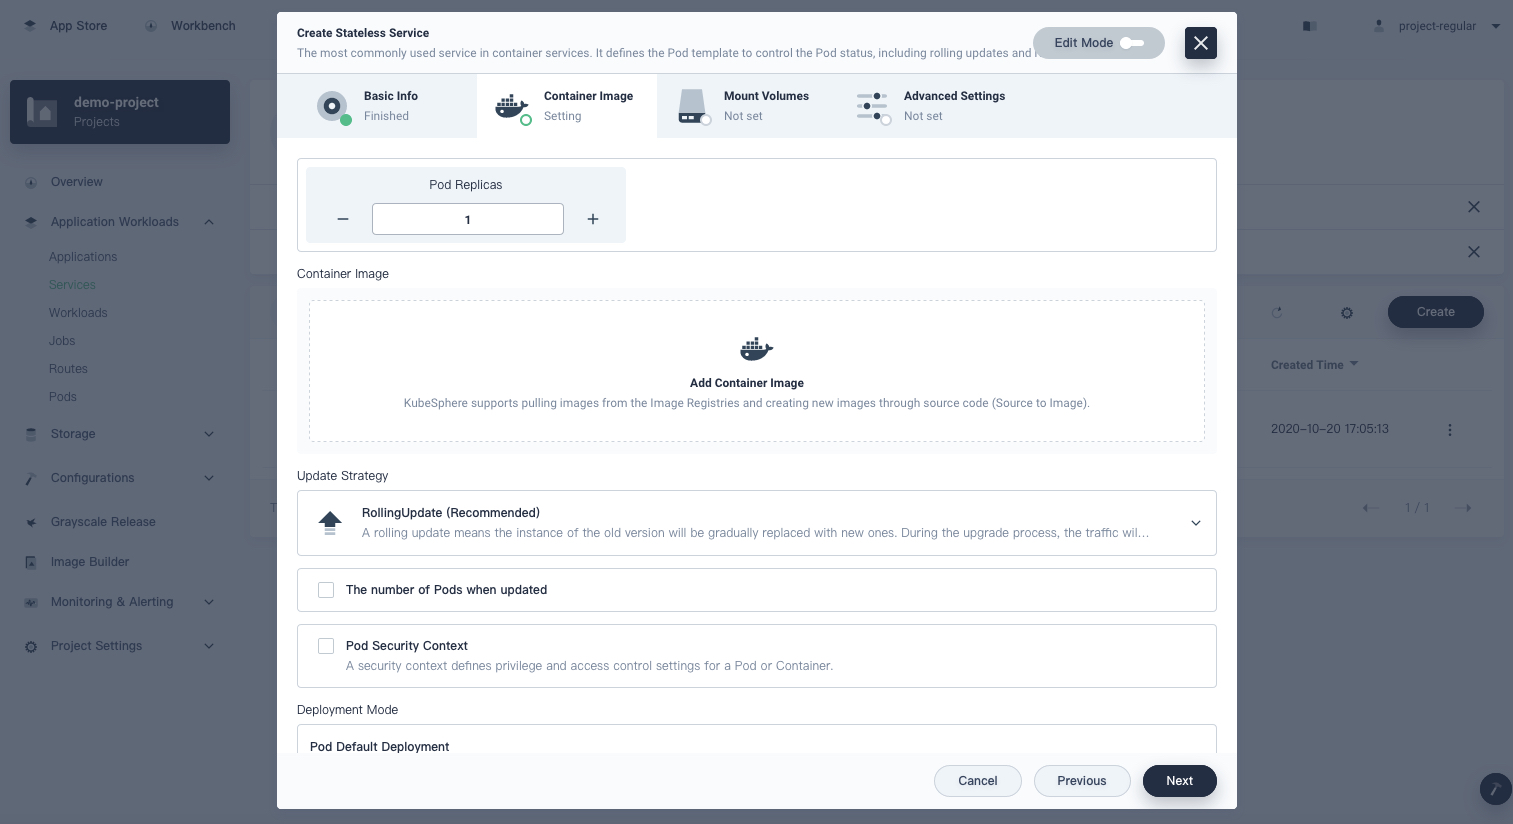 App Store
Workbench
project-regular
demo-project
Projects
Overview
Application Workloads
Applications
Services
Workloads
Jobs
Routes
Pods
Storage
Configurations
Grayscale Release
Image Builder
Monitoring & Alerting
Project Settings
Create Stateless Service
The most commonly used service in container services. It defines the Pod template to control the Pod status, including rolling updates and
Edit Mode
Basic Info
Finished
Container Image
Setting
Mount Volumes
Not set
Advanced Settings
Not set
Pod Replicas
1
Container Image
Add Container Image
KubeSphere supports pulling images from the Image Registries and creating new images through source code (Source to Image).
Update Strategy
RollingUpdate (Recommended)
A rolling update means the instance of the old version will be gradually replaced with new ones. During the upgrade process, the traffic wil...
The number of Pods when updated
Pod Security Context
A security context defines privilege and access control settings for a Pod or Container.
Deployment Mode
Pod Default Deployment
Cancel
Previous
Next
Create
Created Time
2020-10-20 17:05:13
1 / 1